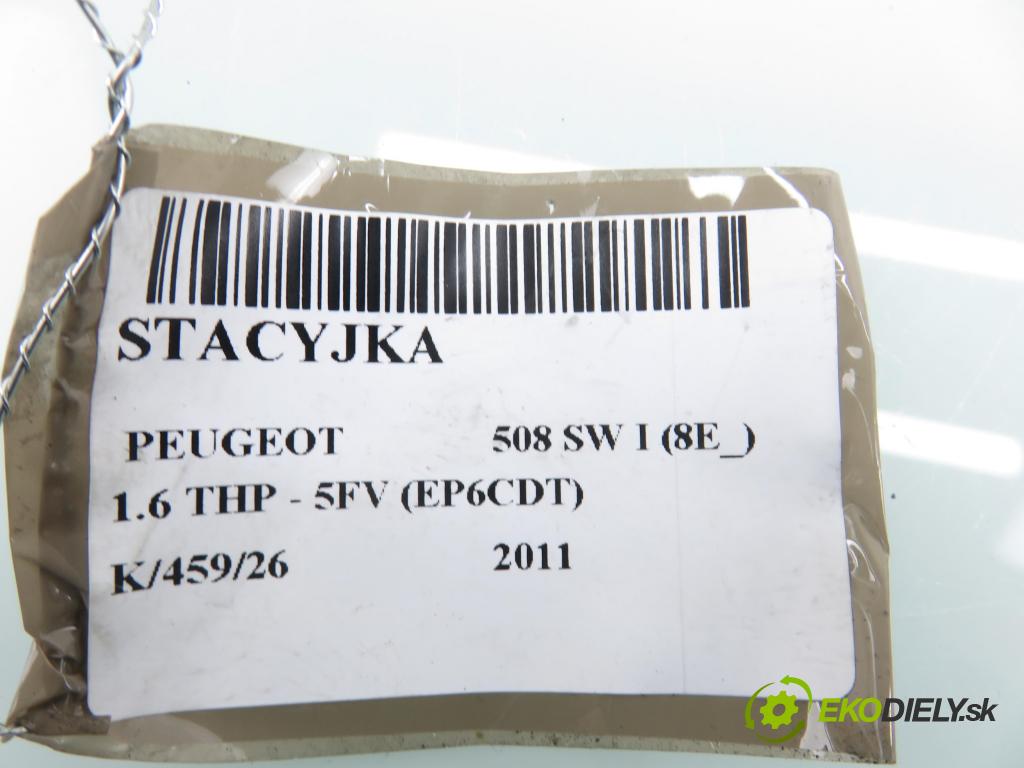 STACYJKA
PEUGEOT 508 SW I (8E_)
1.6 THP - 5FV (EP6CDT)
K/459/26 2011
EKODIELY.sk